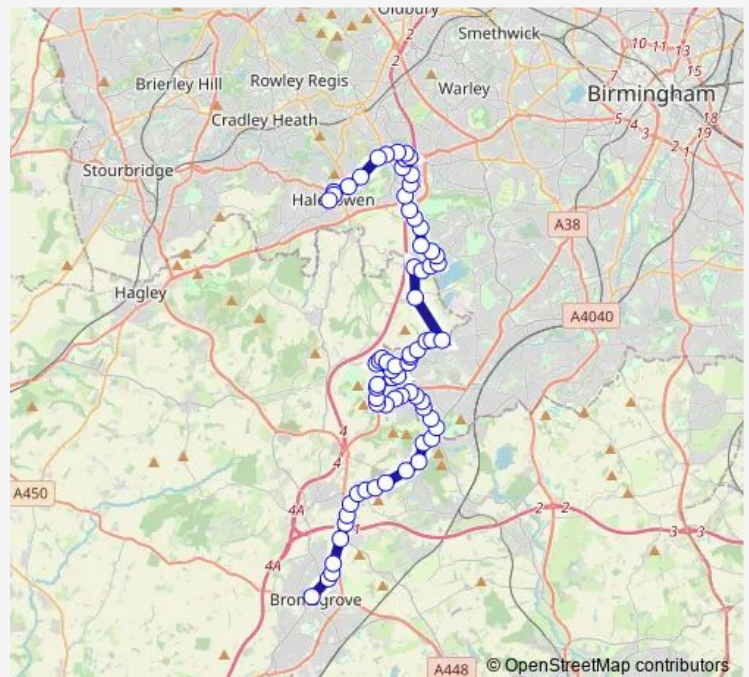 Oldbury
2
Smethwick
10 11 13
2
15
7
Brierley Hill
Rowley Regis
Warley
Birmingham
18
5
4
3
19
2
1
Cradley Heath
Stourbridge
Halesowen
A38
Hagley
A4040
4
4
A450
4A
1
2
2
3
3
4A
Bromsgrove
A448
© OpenStreetMap contributors